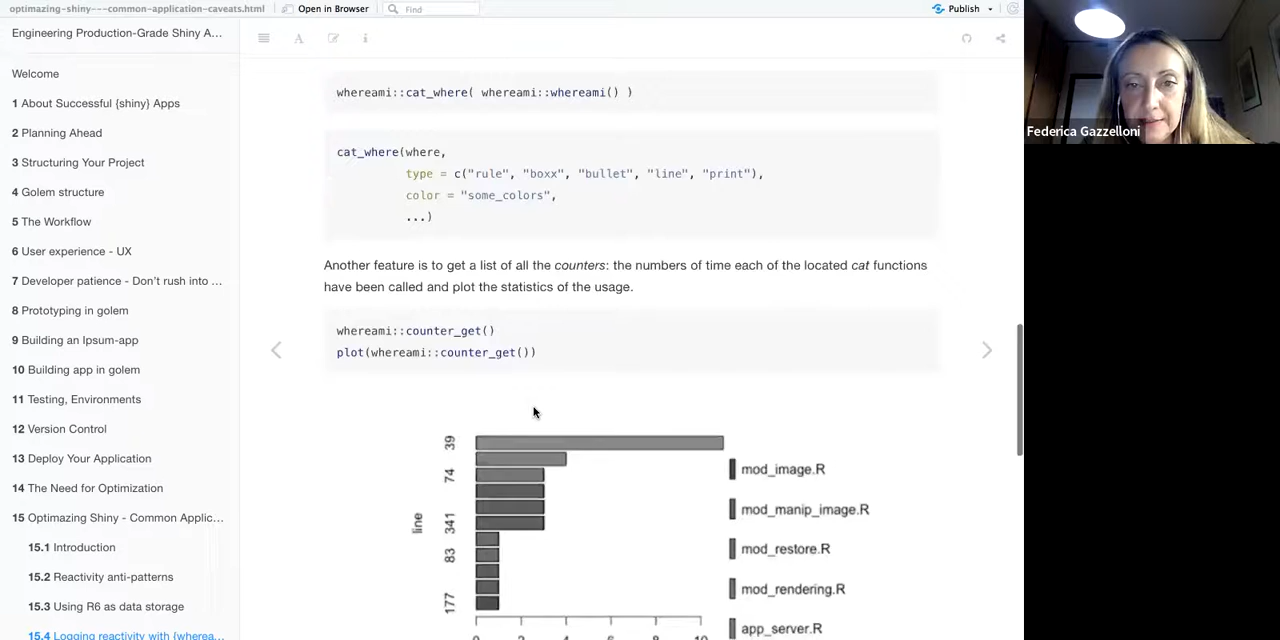 optimazing-shiny---common-application-caveats.html
Open in Browser
Find
Publish
Engineering Production-Grade Shiny A...
Welcome
1 About Successful {shiny} Apps
2 Planning Ahead
3 Structuring Your Project
4 Golem structure
5 The Workflow
6 User experience - UX
7 Developer patience - Don't rush into ...
8 Prototyping in golem
9 Building an Ipsum-app
10 Building app in golem
11 Testing, Environments
12 Version Control
13 Deploy Your Application
14 The Need for Optimization
15 Optimazing Shiny - Common Applic...
15.1 Introduction
15.2 Reactivity anti-patterns
15.3 Using R6 as data storage
15.4 Logging reactivity with {wherea...
whereami::cat_where( whereami::whereami() )
cat_where(where,
type = c("rule", "boxx", "bullet", "line", "print"),
color = "some_colors",
...)
Another feature is to get a list of all the counters: the numbers of time each of the located cat functions
have been called and plot the statistics of the usage.
whereami::counter_get()
plot(whereami::counter_get())
line
39
74
341
83
177
0 2 4 6 8 10
mod_image.R
mod_manip_image.R
mod_restore.R
mod_rendering.R
app_server.R
Federica Gazzelloni